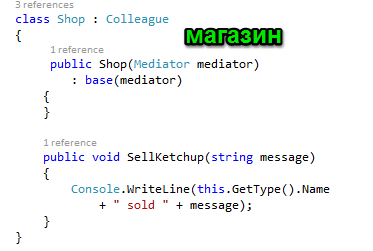 3 references
class Shop : Colleague
{
магазин
1 reference
public Shop(Mediator mediator)
: base(mediator)
{
}
1 reference
public void SellKetchup(string message)
{
Console.WriteLine(this.GetType().Name
+ " sold " + message);
}
}